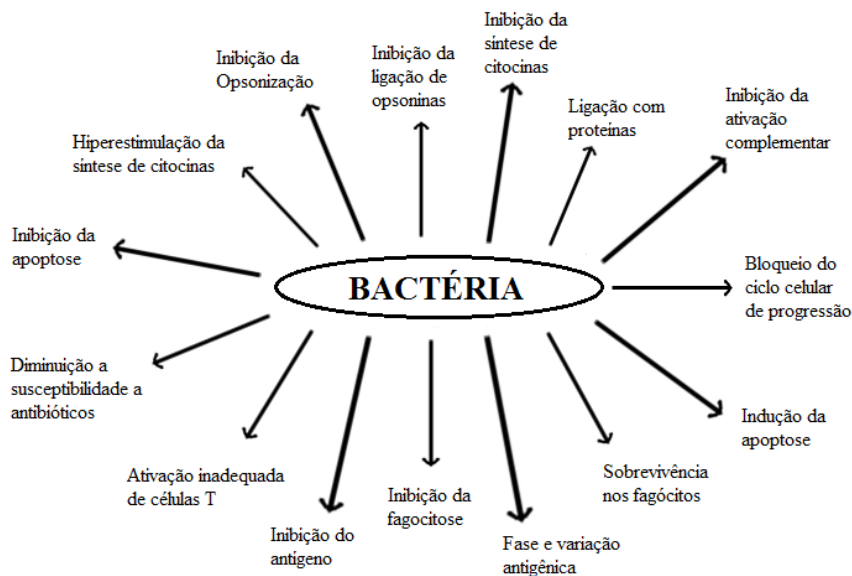 Inibição da
síntese de
citocinas
Inibição da
Opsonização
Inibição da
ligação de
opsoninas
Ligação com
proteínas
Inibição da
ativação
complementar
Hiperestimulação da
síntese de citocinas
Inibição da
apoptose
BACTÉRIA
Bloqueio do
ciclo celular
de progressão
Diminuição a
susceptibilidade a
antibióticos
Indução da
apoptose
Ativação inadequada
de células T
Sobrevivência
nos fagócitos
Inibição do
antígeno
Inibição da
fagocitose
Fase e variação
antigênica